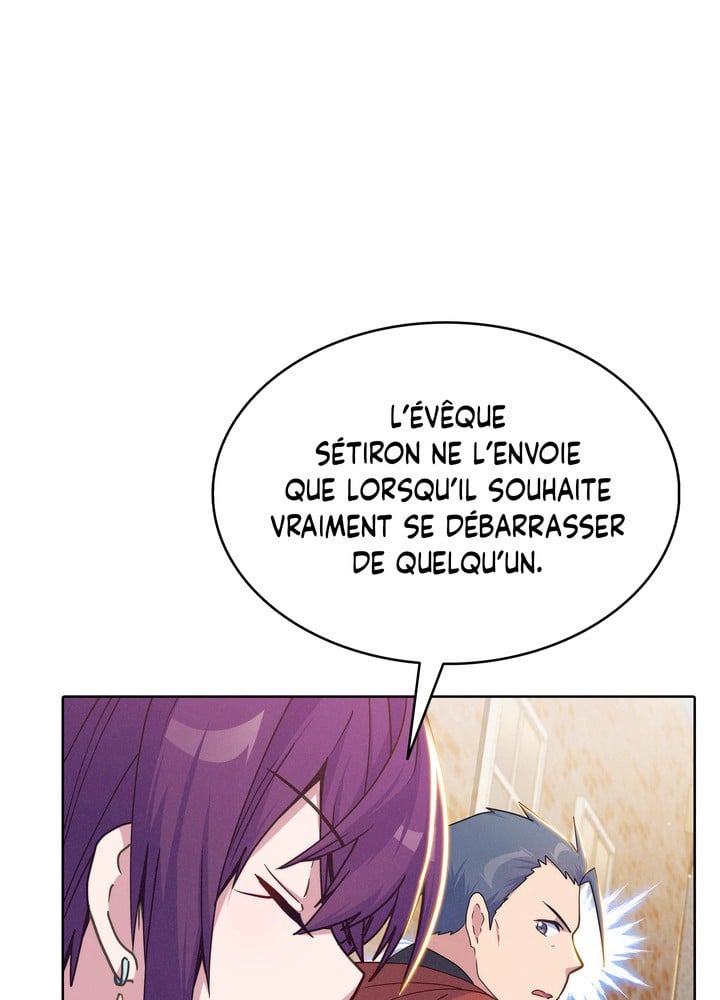 L'ÉVÊQUE
SÉTIRON NE L'ENVOIE
QUE LORSQU'IL SOUHAITE
VRAIMENT SE DÉBARRASSER
DE QUELQU'UN.